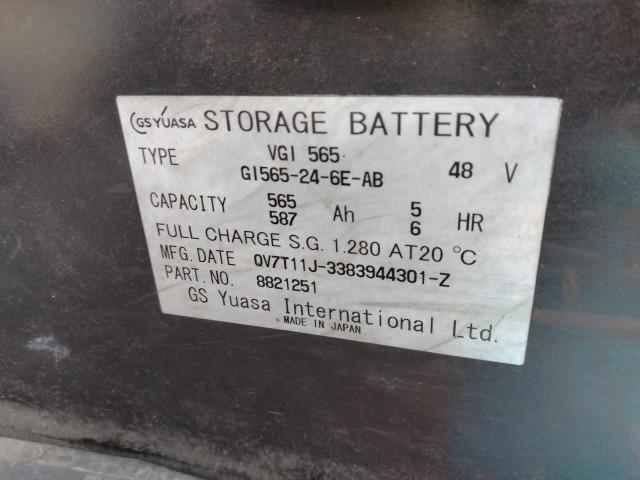 GS YUASA STORAGE BATTERY
TYPE VGI 565
GI565-24-6E-AB 48 V
CAPACITY 565 Ah 5 HR
587 6
FULL CHARGE S.G. 1.280 AT20 ℃
MFG. DATE QV7T11J-3383944301-Z
PART. NO. 8821251
GS Yuasa International Ltd.
MADE IN JAPAN